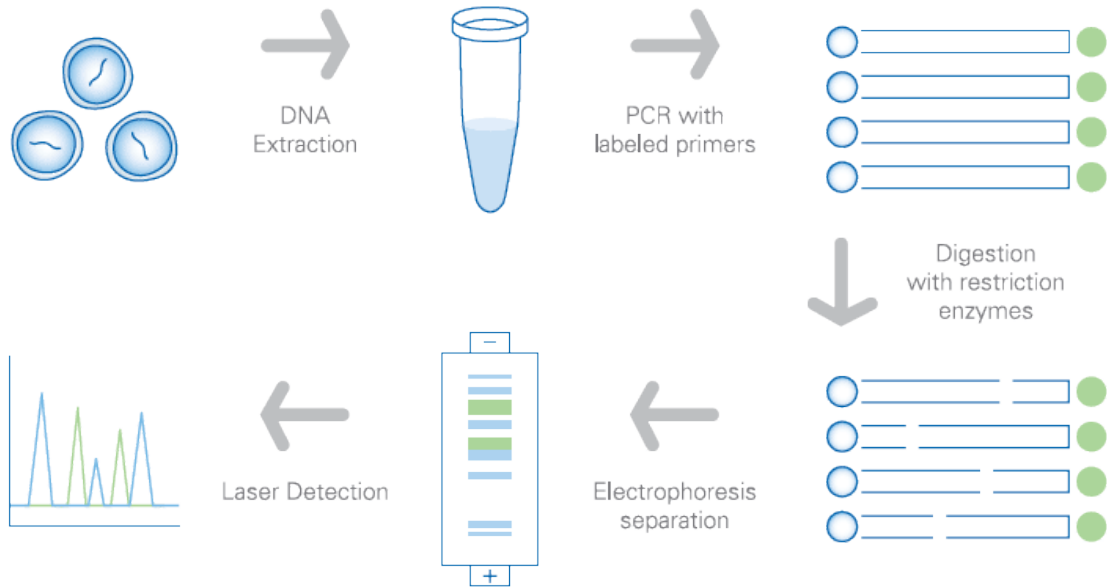 DNA
Extraction
PCR with
labeled primers
Digestion
with restriction
enzymes
Electrophoresis
separation
Laser Detection
−
+